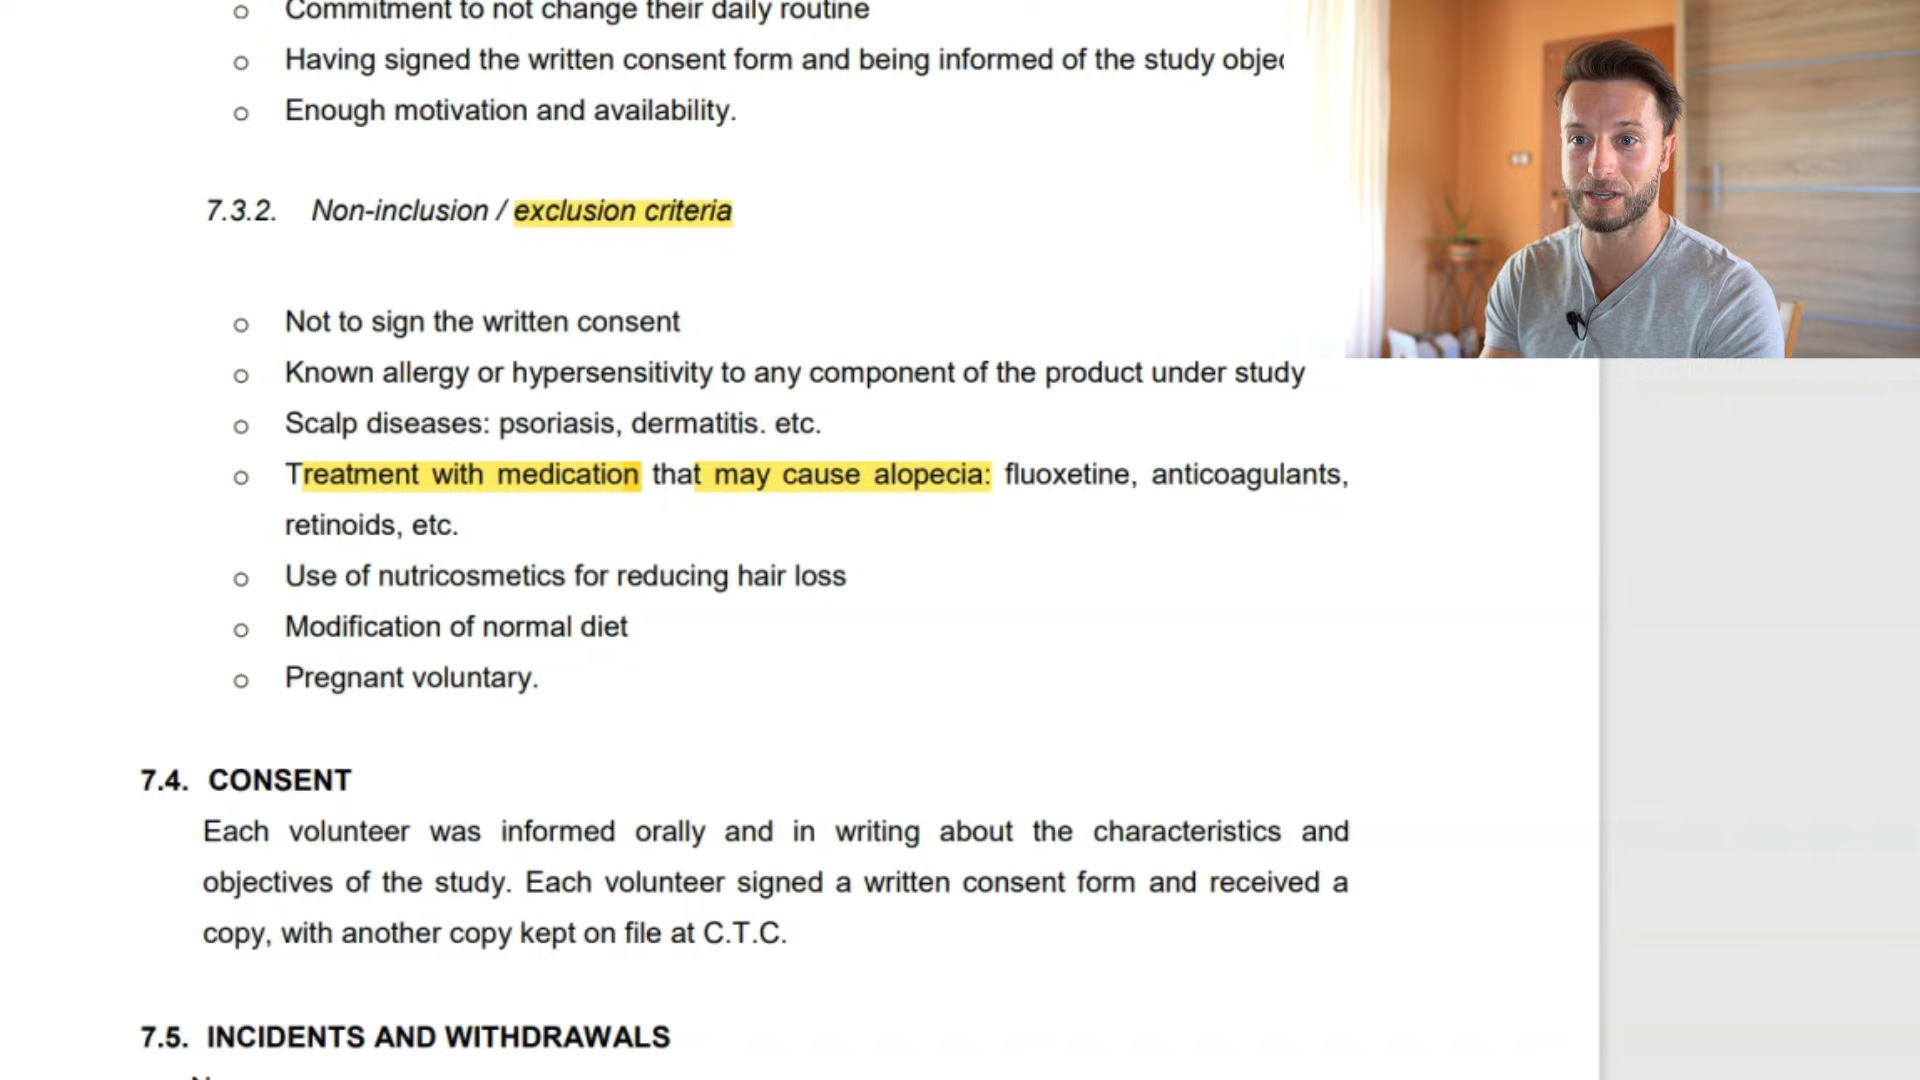 Commitment to not change their daily routine
Having signed the written consent form and being informed of the study objec
Enough motivation and availability.
7.3.2. Non-inclusion / exclusion criteria
Not to sign the written consent
Known allergy or hypersensitivity to any component of the product under study
Scalp diseases: psoriasis, dermatitis. etc.
Treatment with medication that may cause alopecia: fluoxetine, anticoagulants,
retinoids, etc.
Use of nutricosmetics for reducing hair loss
Modification of normal diet
Pregnant voluntary.
7.4. CONSENT
Each volunteer was informed orally and in writing about the characteristics and
objectives of the study. Each volunteer signed a written consent form and received a
copy, with another copy kept on file at C.T.C.
7.5. INCIDENTS AND WITHDRAWALS